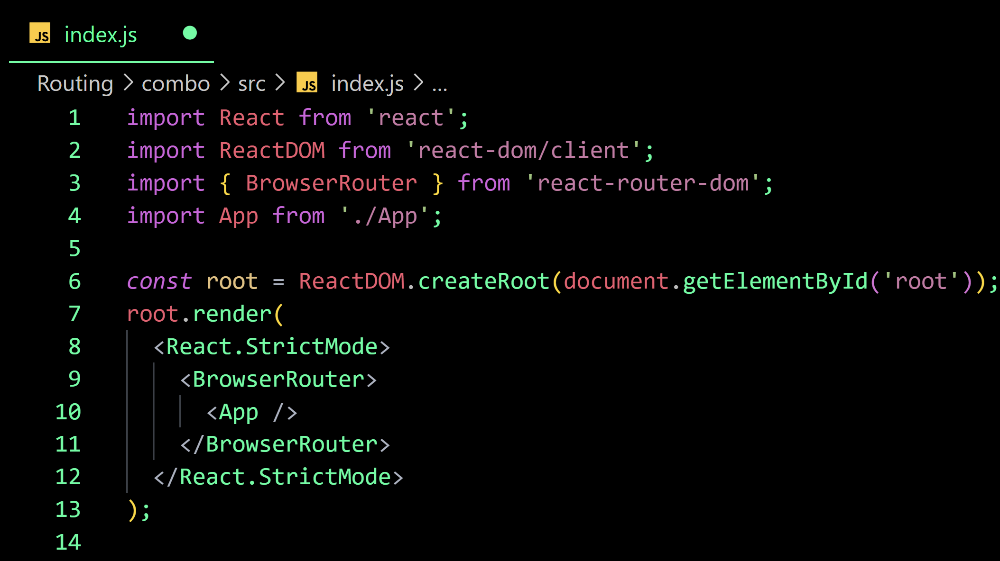 JS index.js
Routing > combo > src > JS index.js > ...
1 import React from 'react';
2 import ReactDOM from 'react-dom/client';
3 import { BrowserRouter } from 'react-router-dom';
4 import App from './App';
5
6 const root = ReactDOM.createRoot(document.getElementById('root'));
7 root.render(
8   <React.StrictMode>
9     <BrowserRouter>
10       <App />
11     </BrowserRouter>
12   </React.StrictMode>
13 );
14